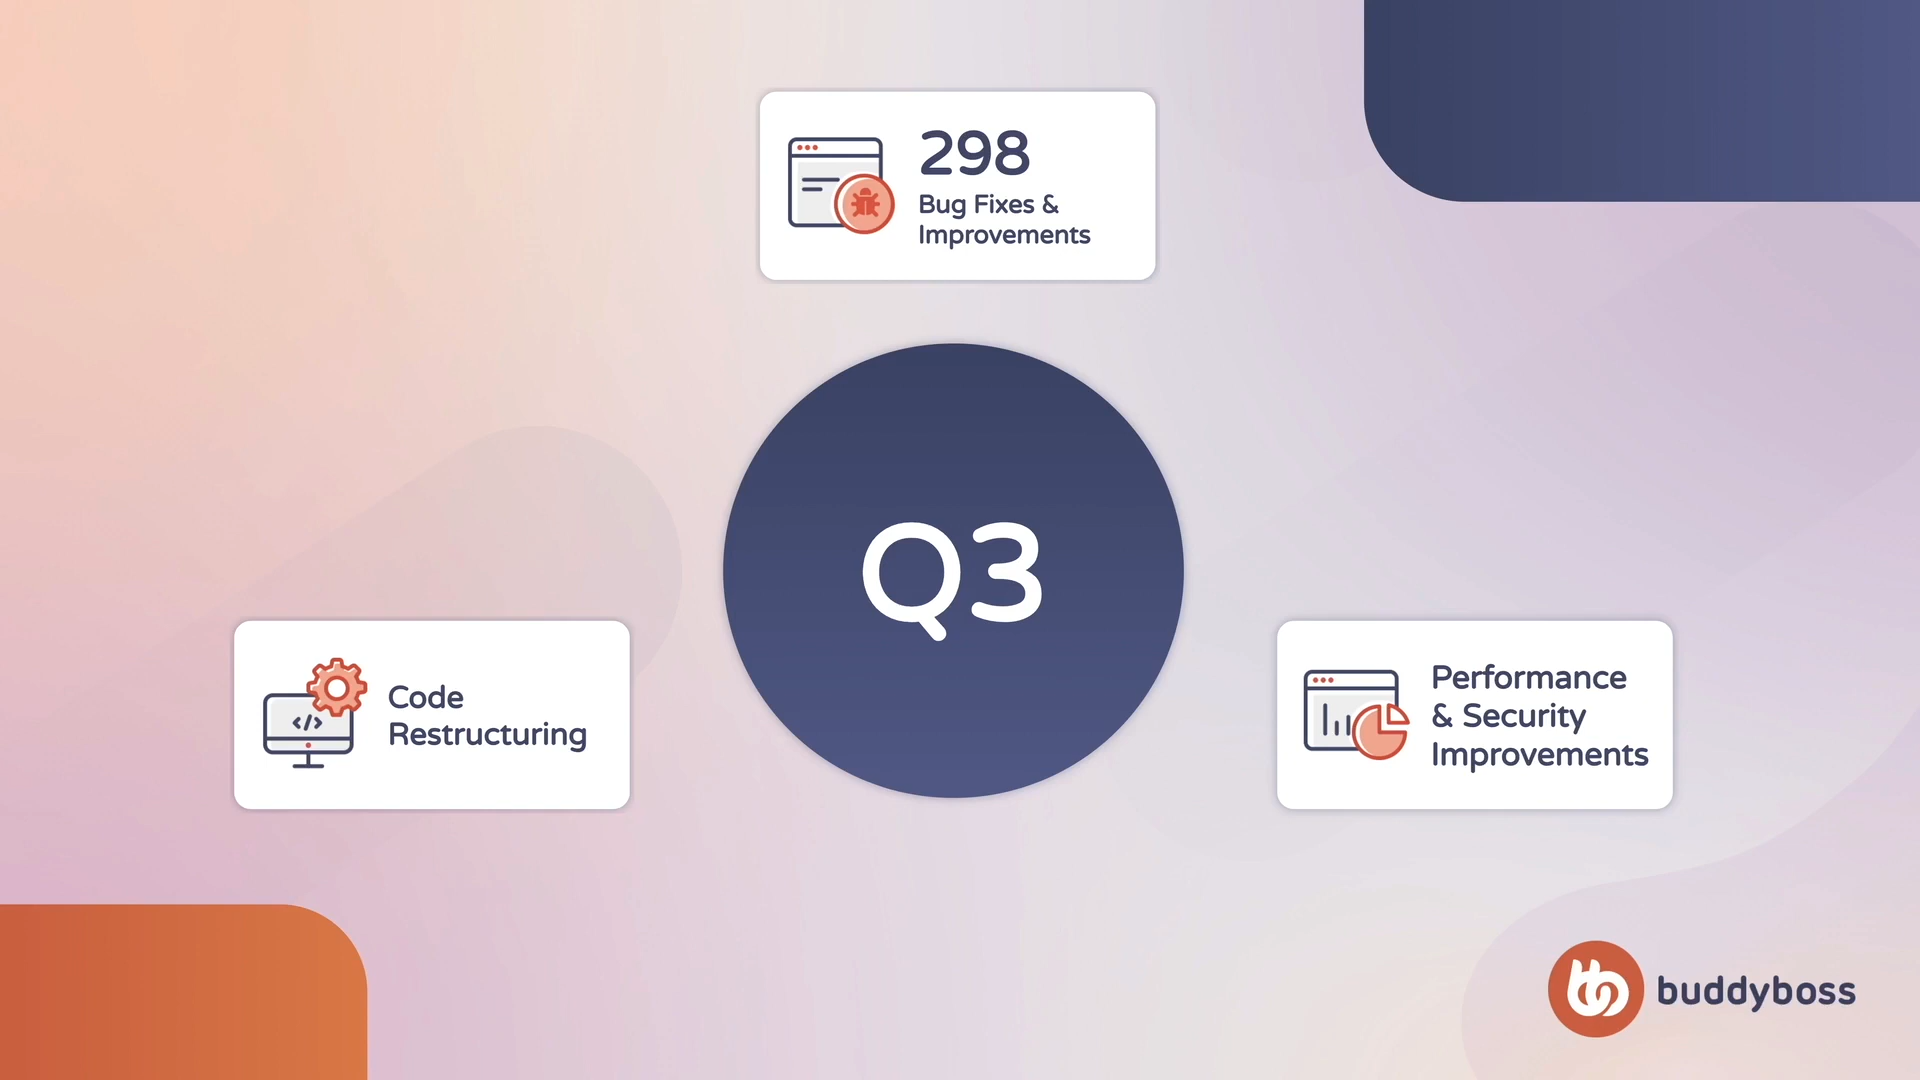 298
Bug Fixes &
Improvements
Q3
Code
Restructuring
</>
Performance
& Security
Improvements
buddyboss